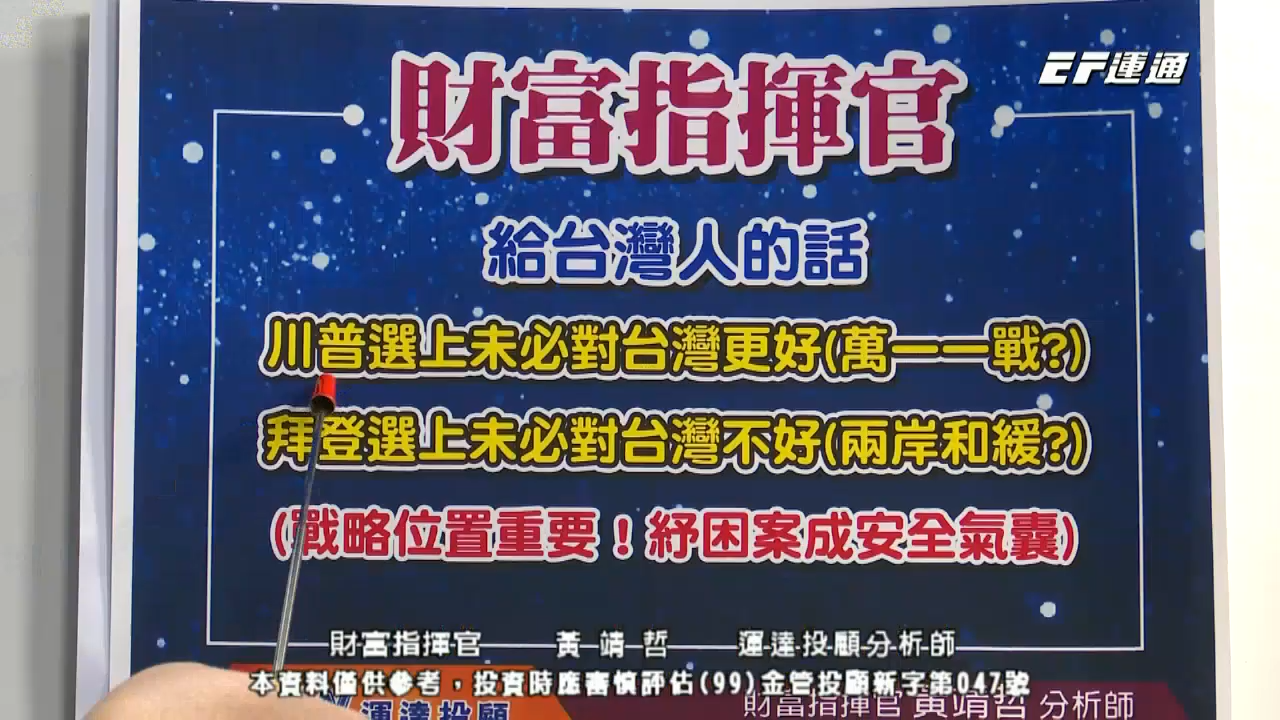 EF運通
財富指揮官
給台灣人的話
川普選上未必對台灣更好(萬一一戰?)
拜登選上未必對台灣不好(兩岸和緩?)
(戰略位置重要!紓困案成安全氣囊)
財富指揮官 黃靖哲 運達投顧分析師
本資料僅供參考,投資時應審慎評估(99)金管投顧新字第047號
運達投顧
財富指揮官 黃靖哲 分析師